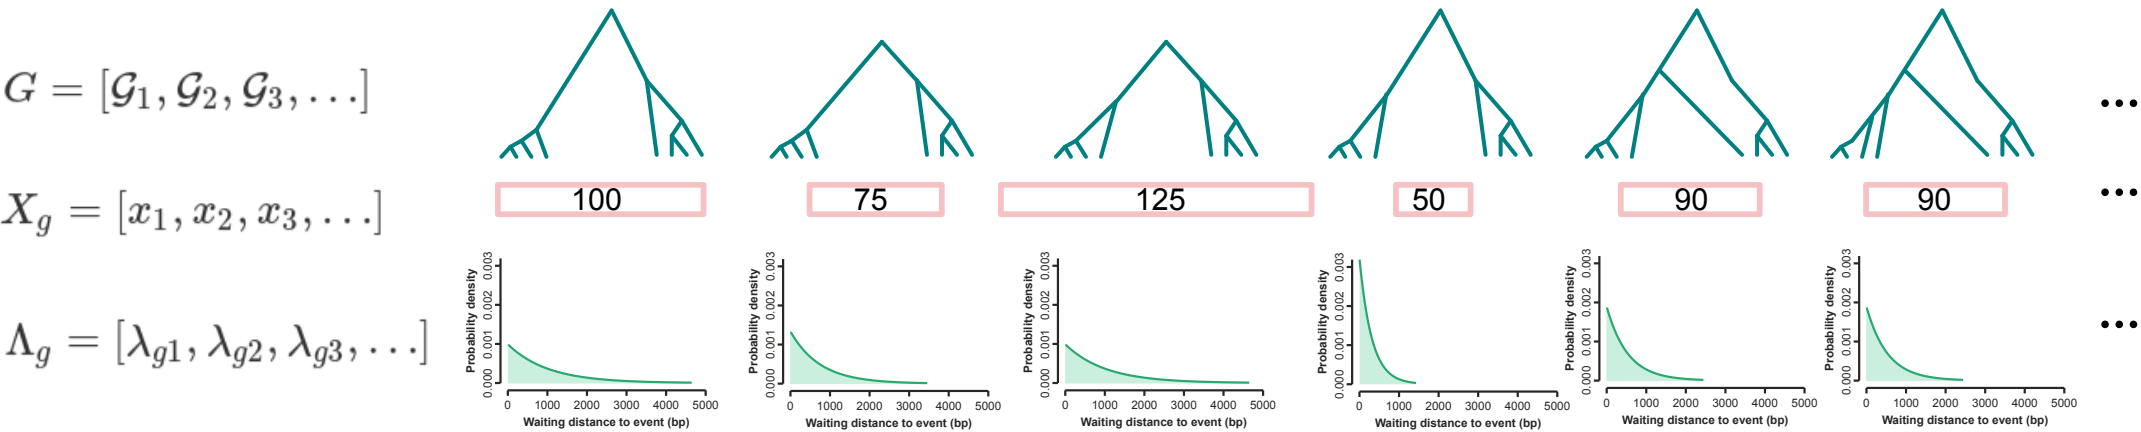 G = [𝒢₁, 𝒢₂, 𝒢₃, . . .]
...
X_g = [x₁, x₂, x₃, . . .]
100 75 125 50 90 90 ...
Λ_g = [λ_g1, λ_g2, λ_g3, . . .]
...
Probability density
0.000 0.001 0.002 0.003
0 1000 2000 3000 4000 5000
Waiting distance to event (bp)
Probability density
0.000 0.001 0.002 0.003
0 1000 2000 3000 4000 5000
Waiting distance to event (bp)
Probability density
0.000 0.001 0.002 0.003
0 1000 2000 3000 4000 5000
Waiting distance to event (bp)
Probability density
0.000 0.001 0.002 0.003
0 1000 2000 3000 4000 5000
Waiting distance to event (bp)
Probability density
0.000 0.001 0.002 0.003
0 1000 2000 3000 4000 5000
Waiting distance to event (bp)
Probability density
0.000 0.001 0.002 0.003
0 1000 2000 3000 4000 5000
Waiting distance to event (bp)